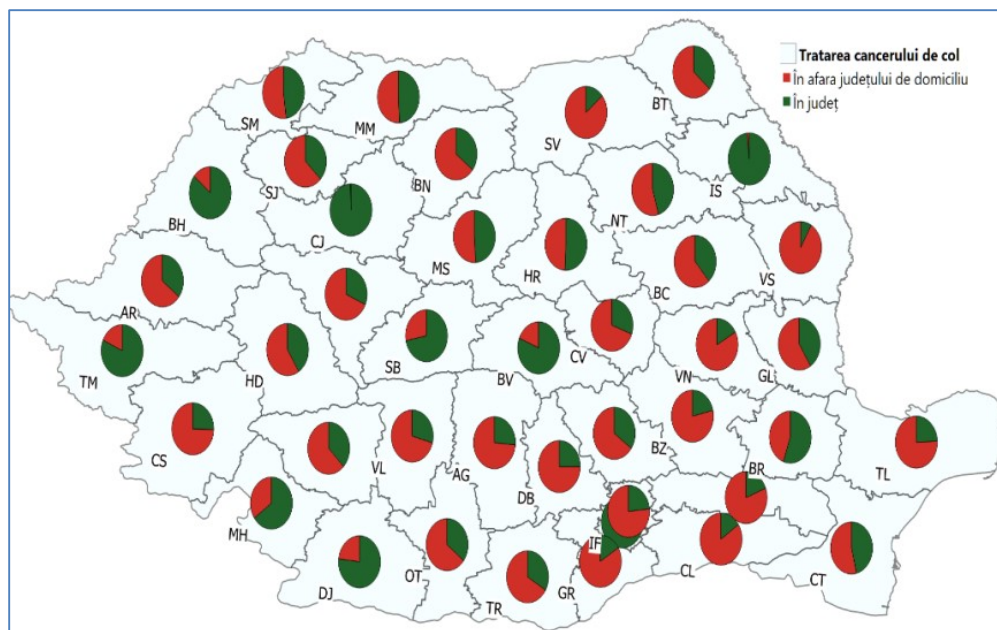 Tratarea cancerului de col
În afara județului de domiciliu
În județ
BT
SM
MM
SV
IS
SJ
BN
NT
BH
CJ
MS
HR
BC
VS
AR
TM
HD
SB
BV
CV
VN
GL
CS
VL
AG
DB
BZ
BR
TL
MH
DJ
OT
TR
GR
IF
CL
CT